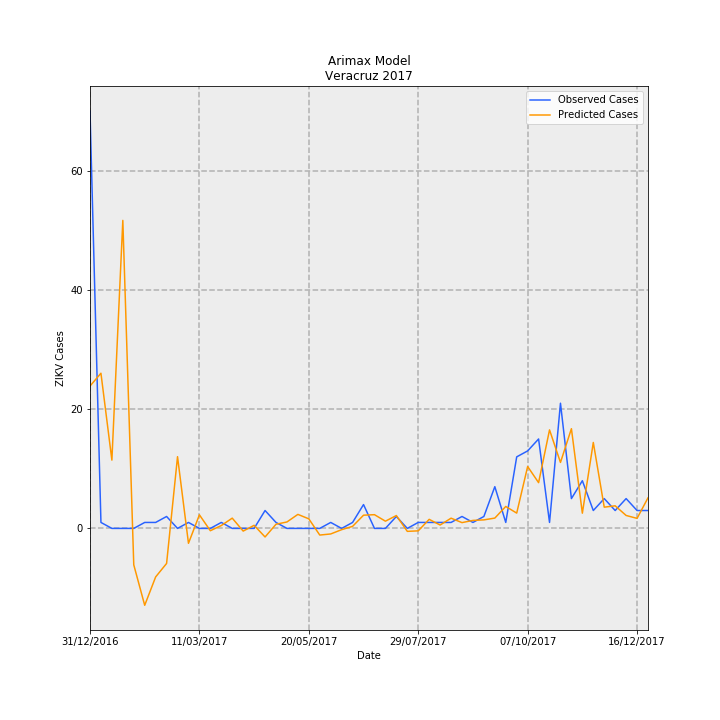 Arimax Model
Veracruz 2017
Observed Cases
Predicted Cases
60
40
20
0
ZIKV Cases
31/12/2016 11/03/2017 20/05/2017 29/07/2017 07/10/2017 16/12/2017
Date